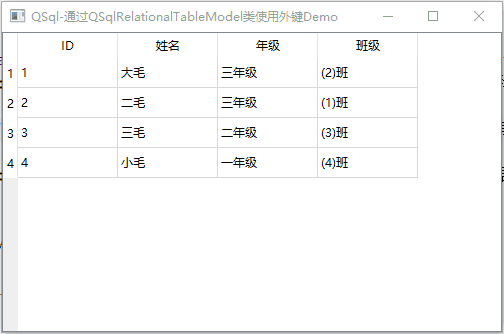 QSql-通过QSqlRelationalTableModel类使用外键Demo
ID 姓名 年级 班级
1 1 大毛 三年级 (2)班
2 2 二毛 三年级 (1)班
3 3 三毛 二年级 (3)班
4 4 小毛 一年级 (4)班